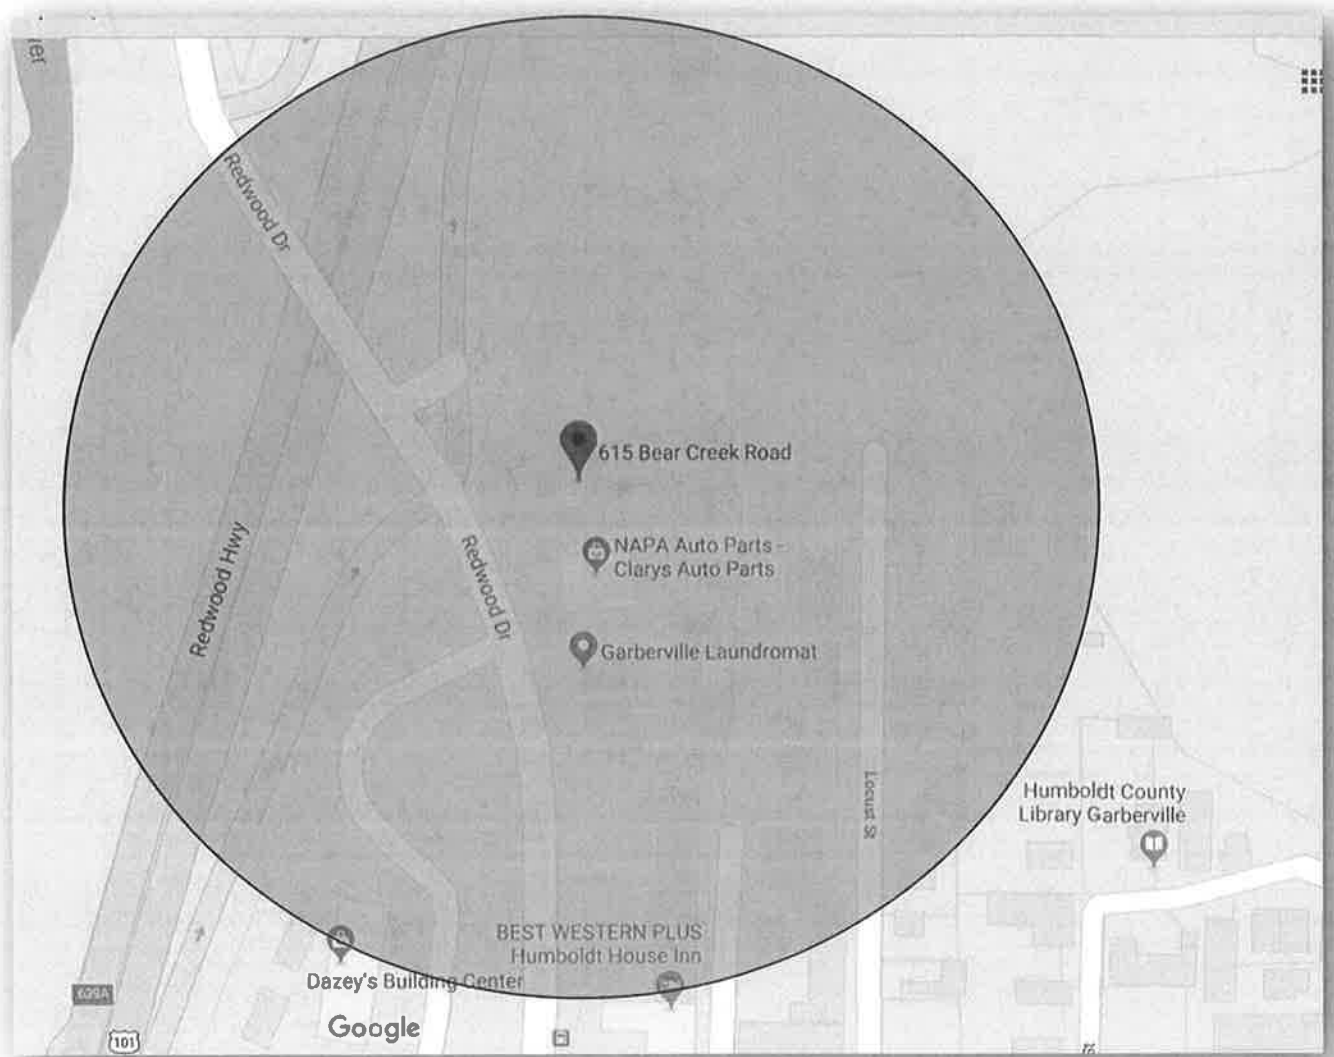 Redwood Dr
615 Bear Creek Road
NAPA Auto Parts -
Clarys Auto Parts
Redwood Hwy
Redwood Dr
Garberville Laundromat
Locust St
Humboldt County
Library Garberville
BEST WESTERN PLUS
Humboldt House Inn
Dazey's Building Center
639A
Google
101